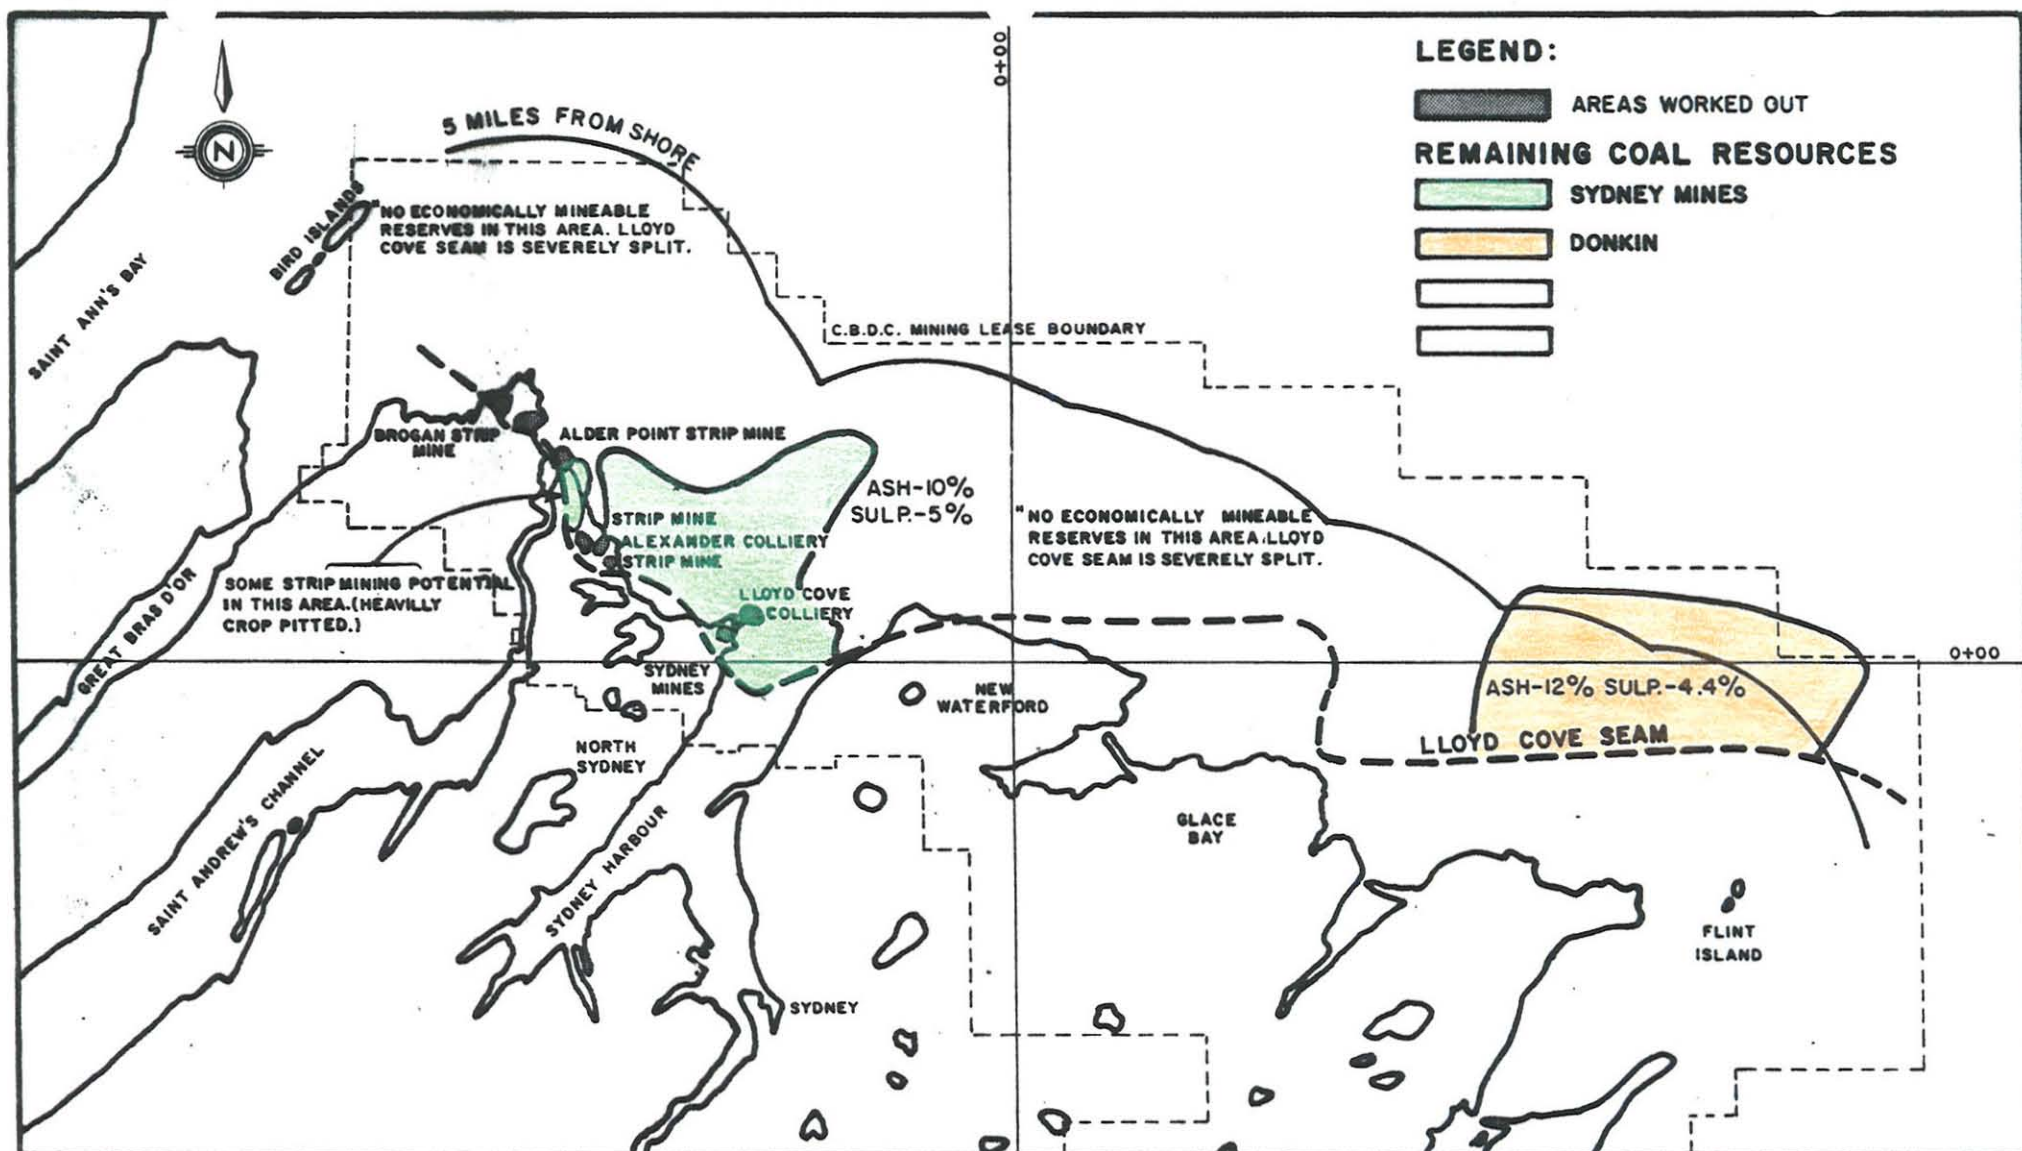 LEGEND:
AREAS WORKED OUT
REMAINING COAL RESOURCES
SYDNEY MINES
DONKIN
0+00
N
5 MILES FROM SHORE
BIRD ISLANDS
"NO ECONOMICALLY MINEABLE
RESERVES IN THIS AREA. LLOYD
COVE SEAM IS SEVERELY SPLIT.
SAINT ANN'S BAY
C.B.D.C. MINING LEASE BOUNDARY
BROGAN STRIP
MINE
ALDER POINT STRIP MINE
ASH-10%
SULP.-5%
STRIP MINE
ALEXANDER COLLIERY
STRIP MINE
"NO ECONOMICALLY MINEABLE
RESERVES IN THIS AREA. LLOYD
COVE SEAM IS SEVERELY SPLIT.
SOME STRIP MINING POTENTIAL
IN THIS AREA.(HEAVILLY
CROP PITTED.)
LLOYD COVE
COLLIERY
GREAT BRAS D'OR
SYDNEY
MINES
NEW
WATERFORD
0+00
ASH-12% SULP.-4.4%
LLOYD COVE SEAM
NORTH
SYDNEY
SAINT ANDREW'S CHANNEL
SYDNEY HARBOUR
GLACE
BAY
FLINT
ISLAND
SYDNEY